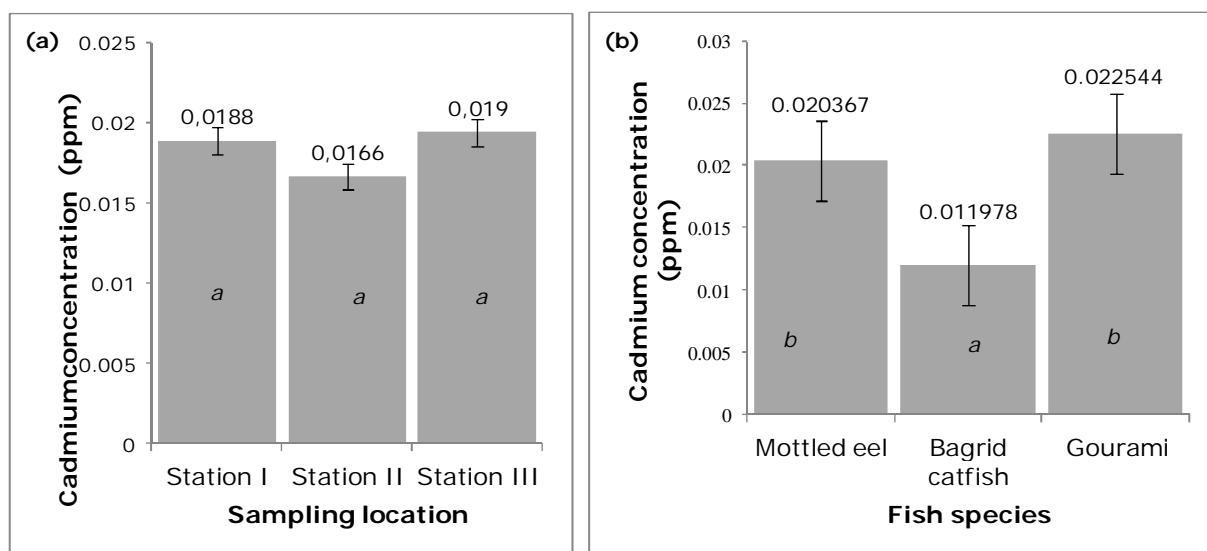 (a)
Cadmiumconcentration (ppm)
0.025
0.02
0.015
0.01
0.005
0
0,0188
0,0166
0,019
a
a
a
Station I
Station II
Station III
Sampling location
(b)
Cadmium concentration
(ppm)
0.03
0.025
0.02
0.015
0.01
0.005
0
0.020367
0.011978
0.022544
b
a
b
Mottled eel
Bagrid
catfish
Gourami
Fish species